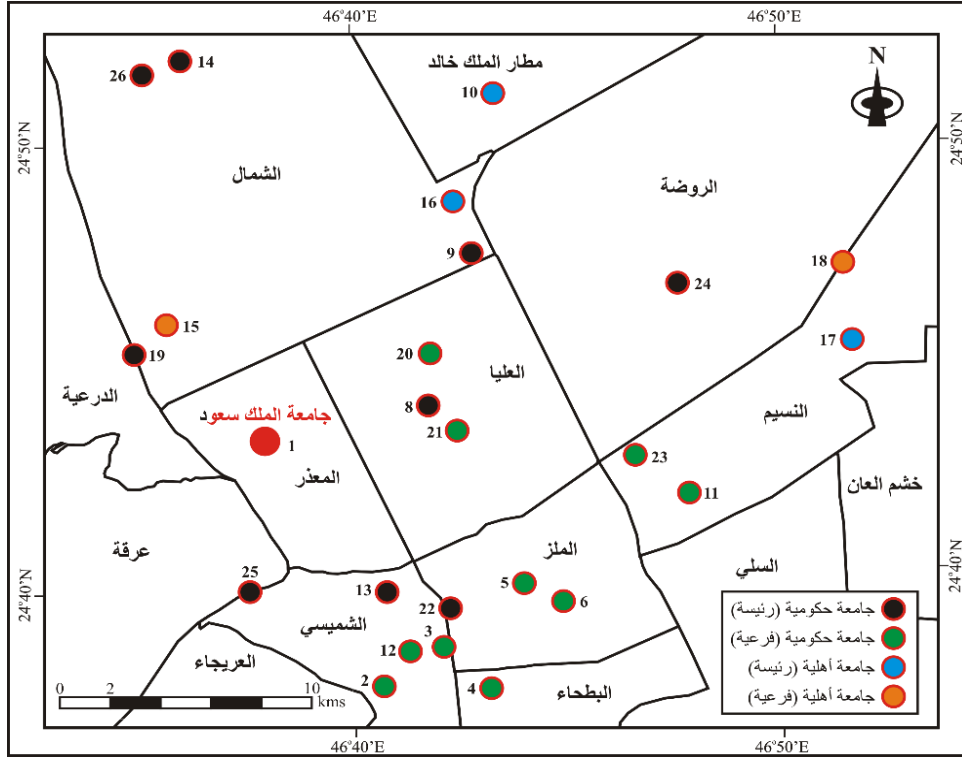 46°40'E
46°50'E
N
24°50'N
24°50'N
24°40'N
24°40'N
مطار الملك خالد
10
14
26
الشمال
الروضة
16
9
18
24
15
17
19
20
العليا
الدرعية
8
21
جامعة الملك سعود
1
المعذر
النسيم
23
11
خشم العان
عرقة
الملز
السلي
5
6
25
13
22
الشميسي
3
12
العريجاء
2
4
البطحاء
0 2 10
kms
جامعة حكومية (رئيسة)
جامعة حكومية (فرعية)
جامعة أهلية (رئيسة)
جامعة أهلية (فرعية)
46°40'E
46°50'E